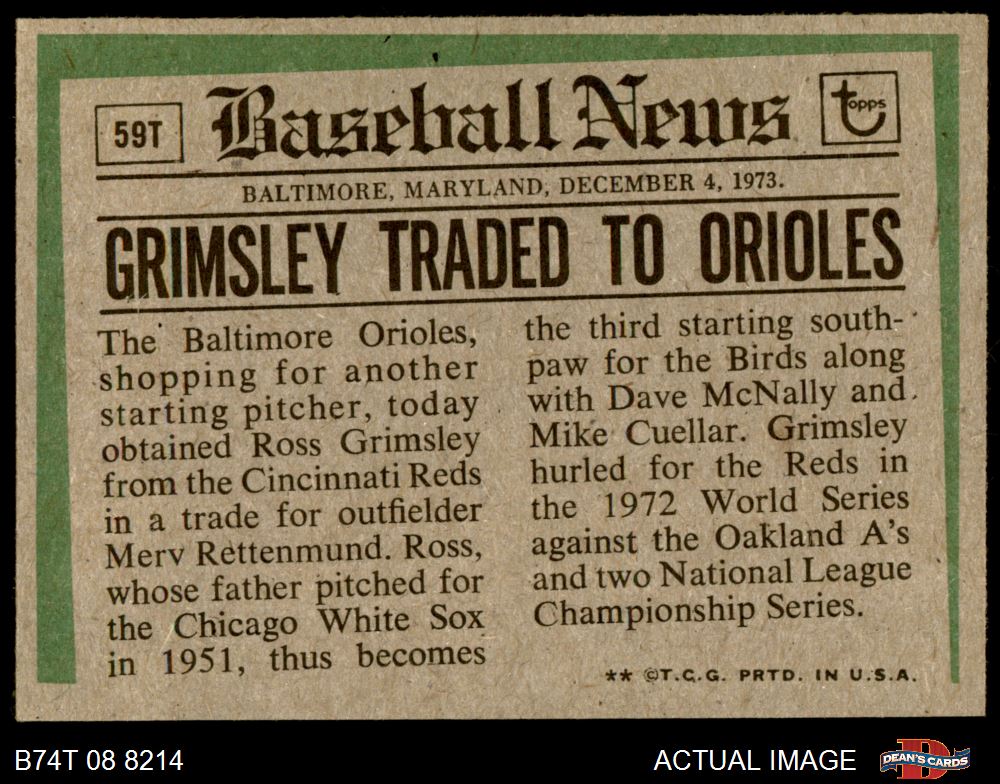 59T
Baseball News
Topps
BALTIMORE, MARYLAND, DECEMBER 4, 1973.
GRIMSLEY TRADED TO ORIOLES
The Baltimore Orioles,
shopping for another
starting pitcher, today
obtained Ross Grimsley
from the Cincinnati Reds
in a trade for outfielder
Merv Rettenmund. Ross,
whose father pitched for
the Chicago White Sox
in 1951, thus becomes
the third starting south-
paw for the Birds along
with Dave McNally and
Mike Cuellar. Grimsley
hurled for the Reds in
the 1972 World Series
against the Oakland A's
and two National League
Championship Series.
** ©T.C.G. PRTD. IN U.S.A.
B74T 08 8214
ACTUAL IMAGE
D
DEAN'S CARDS